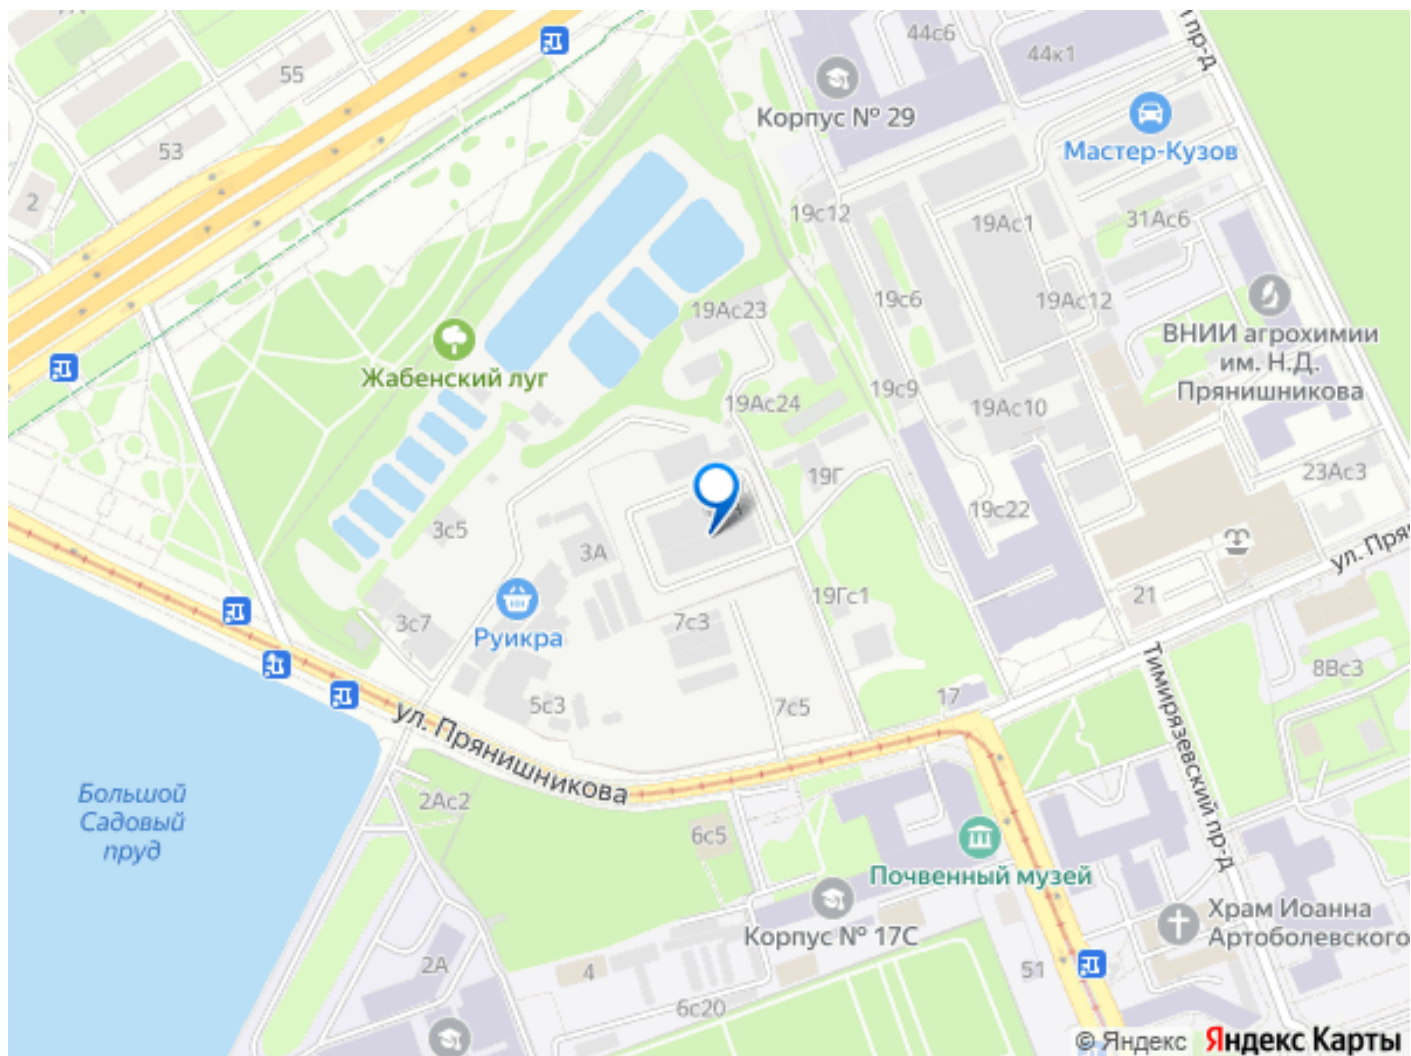 44с6
44к1
й пр-д
55
Корпус № 29
53
Мастер-Кузов
2
19с12
19Ас1
31Ас6
19с6
19Ас12
19Ас23
ВНИИ агрохимии
им. Н.Д.
Прянишникова
Жабенский луг
19с9
19Ас24
19Ас10
19Г
23Ас3
19с22
3с5
3А
ул. Прян
21
19Гс1
3с7
Руикра
7с3
8Вс3
Тимирязевский пр-д
17
5с3
7с5
ул. Прянишникова
Большой
Садовый
пруд
2Ас2
6с5
Почвенный музей
Корпус № 17С
Храм Иоанна
Артоболевского
2А
4
51
6с20
© Яндекс Яндекс Карты